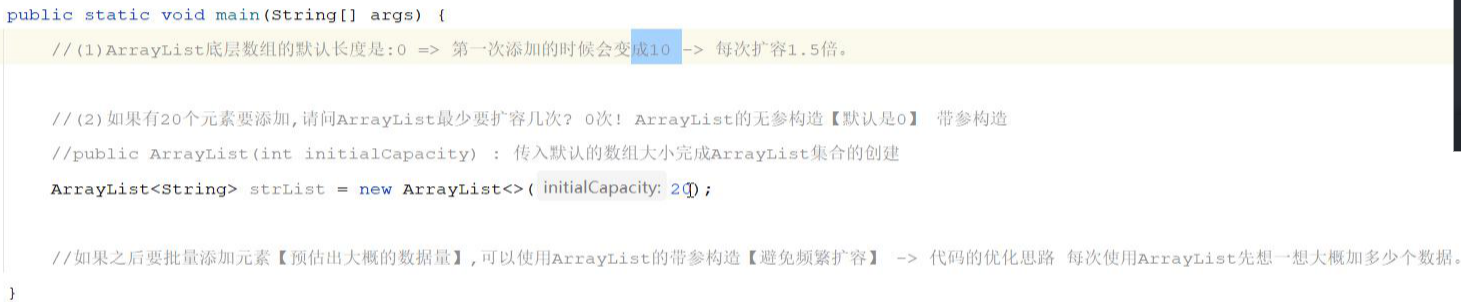 public static void main(String[] args) {
//(1)ArrayList底层数组的默认长度是:0 => 第一次添加的时候会变成10 -> 每次扩容1.5倍。
//(2)如果有20个元素要添加,请问ArrayList最少要扩容几次? 0次! ArrayList的无参构造【默认是0】 带参构造
//public ArrayList(int initialCapacity) : 传入默认的数组大小完成ArrayList集合的创建
ArrayList<String> strList = new ArrayList<>( initialCapacity: 20);
//如果之后要批量添加元素【预估出大概的数据量】,可以使用ArrayList的带参构造【避免频繁扩容】 -> 代码的优化思路 每次使用ArrayList先想一想大概加多少个数据。
}